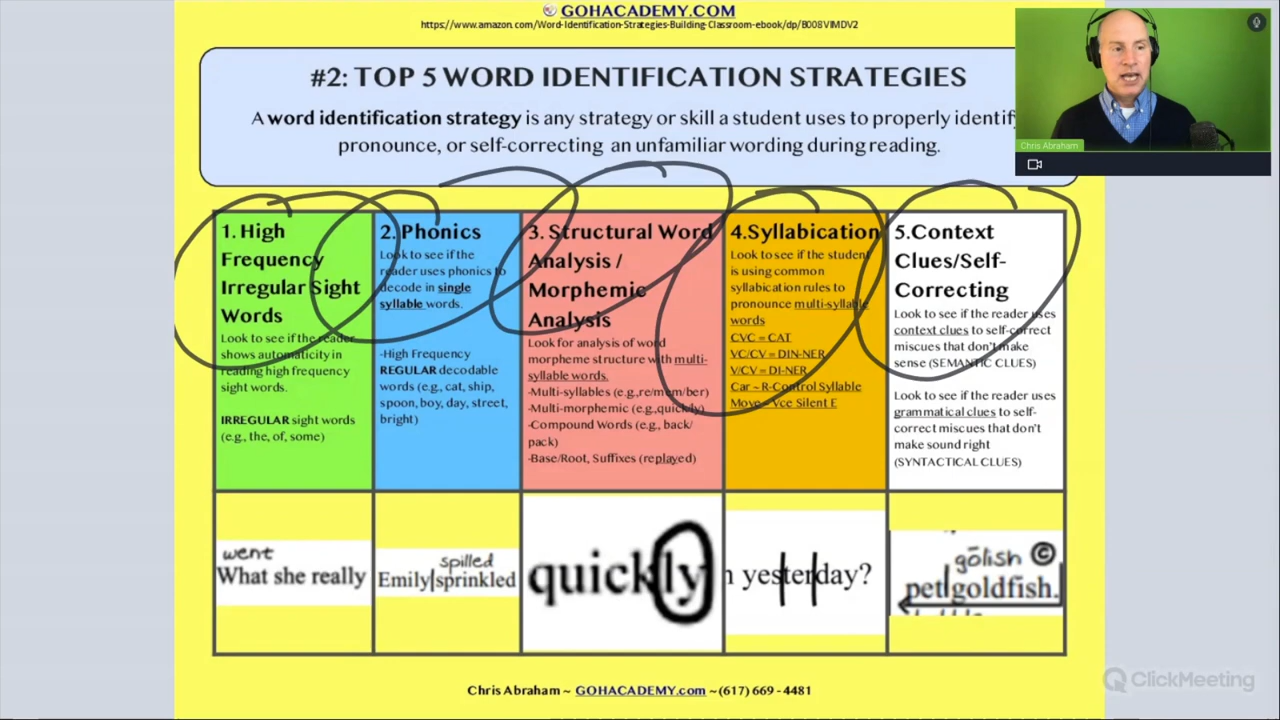 GOHACADEMY.COM
https://www.amazon.com/Word-Identification-Strategies-Building-Classroom-ebook/dp/B008VIMDV2
#2: TOP 5 WORD IDENTIFICATION STRATEGIES
A word identification strategy is any strategy or skill a student uses to properly identify
pronounce, or self-correcting an unfamiliar wording during reading.
Chris Abraham
1. High
Frequency
Irregular Sight
Words
Look to see if the reader
shows automaticity in
reading high frequency
sight words.
IRREGULAR sight words
(e.g., the, of, some)
2. Phonics
Look to see if the
reader uses phonics to
decode in single
syllable words.
-High Frequency
REGULAR decodable
words (e.g., cat, ship,
spoon, boy, day, street,
bright)
3. Structural Word
Analysis /
Morphemic
Analysis
Look for analysis of word
morpheme structure with multi-
syllable words.
-Multi-syllables (e.g.,re/mem/ber)
-Multi-morphemic (e.g.,quickly)
-Compound Words (e.g., back/
pack)
-Base/Root, Suffixes (replayed)
4.Syllabication
Look to see if the student
is using common
syllabication rules to
pronounce multi-syllable
words
CVC = CAT
VC/CV = DIN-NER
V/CV = DI-NER
Car ~ R-Control Syllable
Move ~ Vce Silent E
5.Context
Clues/Self-
Correcting
Look to see if the reader uses
context clues to self-correct
miscues that don't make
sense (SEMANTIC CLUES)
Look to see if the reader uses
grammatical clues to self-
correct miscues that don't
make sound right
(SYNTACTICAL CLUES)
went
What she really
spilled
Emily sprinkled
quickly
yesterday?
gōlish ©
pet goldfish.
Chris Abraham ~ GOHACADEMY.com ~(617) 669 - 4481
ClickMeeting